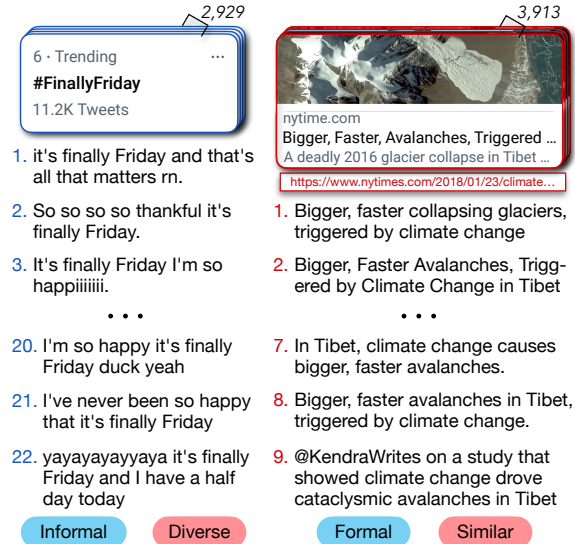 2,929
6 · Trending ...
#FinallyFriday
11.2K Tweets
1. it's finally Friday and that's
all that matters rn.
2. So so so so thankful it's
finally Friday.
3. It's finally Friday I'm so
happiiiiiii.
• • •
20. I'm so happy it's finally
Friday duck yeah
21. I've never been so happy
that it's finally Friday
22. yayayayayyaya it's finally
Friday and I have a half
day today
Informal
Diverse
3,913
nytime.com
Bigger, Faster, Avalanches, Triggered ...
A deadly 2016 glacier collapse in Tibet ...
https://www.nytimes.com/2018/01/23/climate...
1. Bigger, faster collapsing glaciers,
triggered by climate change
2. Bigger, Faster Avalanches, Trigg-
ered by Climate Change in Tibet
• • •
7. In Tibet, climate change causes
bigger, faster avalanches.
8. Bigger, faster avalanches in Tibet,
triggered by climate change.
9. @KendraWrites on a study that
showed climate change drove
cataclysmic avalanches in Tibet
Formal
Similar